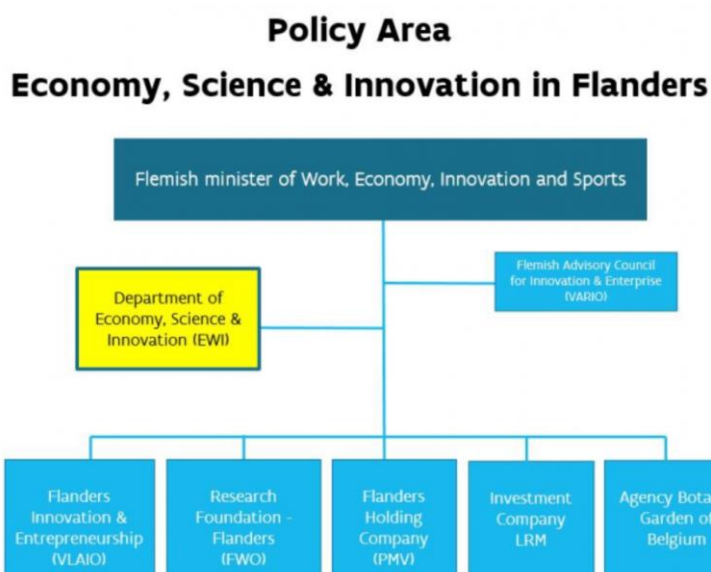 Policy Area
Economy, Science & Innovation in Flanders
Flemish minister of Work, Economy, Innovation and Sports
Flemish Advisory Council
for Innovation & Enterprise
(VARIO)
Department of
Economy, Science &
Innovation (EWI)
Flanders
Innovation &
Entrepreneurship
(VLAIO)
Research
Foundation -
Flanders
(FWO)
Flanders
Holding
Company
(PMV)
Investment
Company
LRM
Agency
Garden of
Belgium